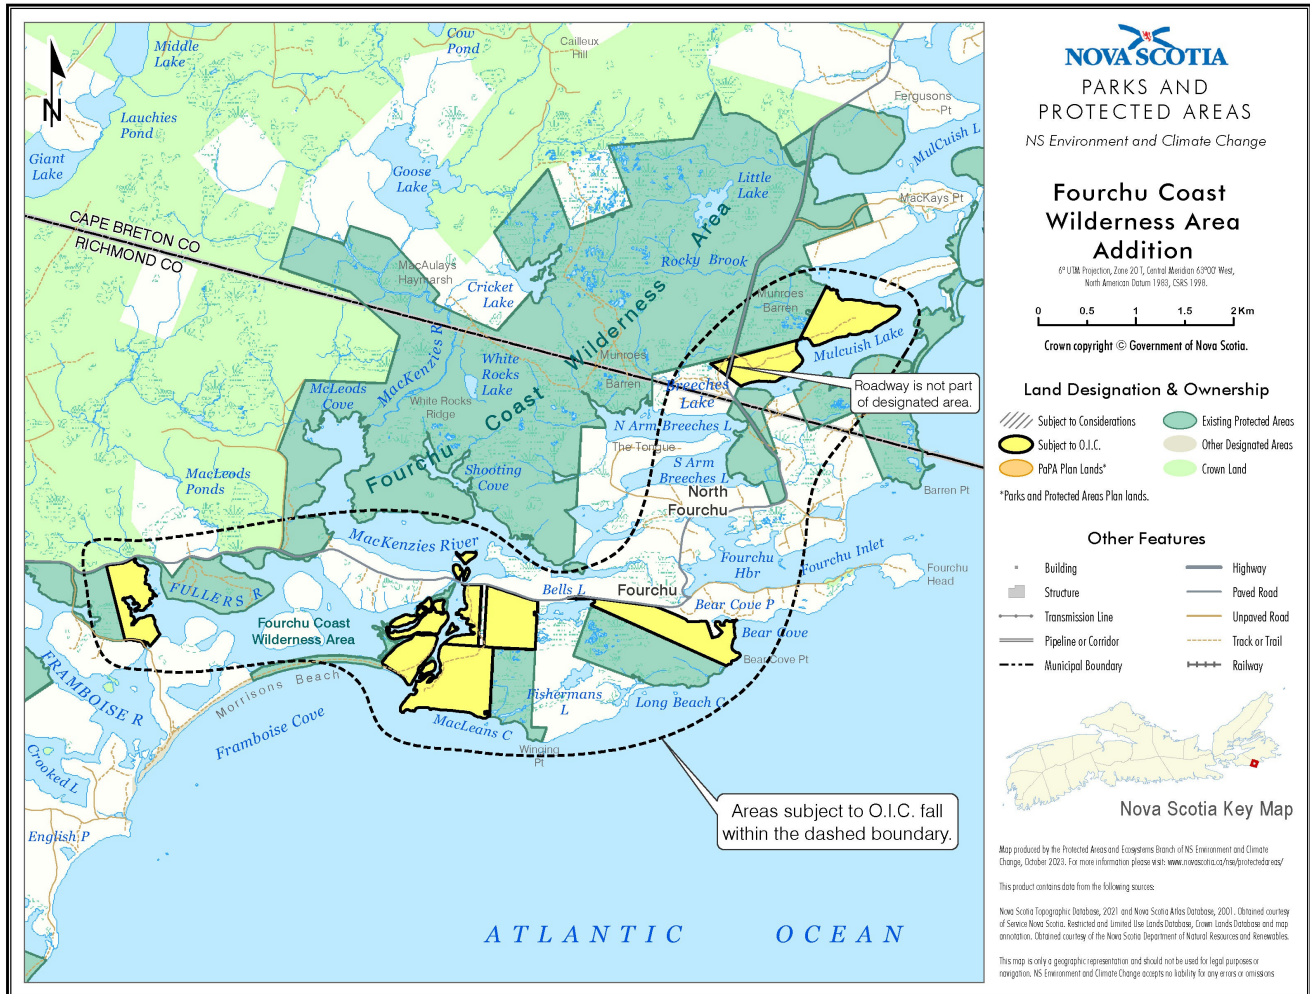 Middle
Lake
Cow
Pond
Cailleux
Hill
Fergusons
Pt
N
Lauchies
Pond
Giant
Lake
MulCuish L
Goose
Lake
Little
Lake
MacKays Pt
CAPE BRETON CO
RICHMOND CO
MacAulays
Haymarsh
Cricket
Lake
Rocky Brook
Munroes
Barren
Mulcuish Lake
MacKenzies R
White
Rocks
Lake
Munroes
Barren
McLeods
Cove
White Rocks
Ridge
Breeches
Lake
Roadway is not part
of designated area.
Fourchu Coast Wilderness Area
N Arm Breeches L
The Tongue
S Arm
Breeches L
Shooting
Cove
MacLeods
Ponds
North
Fourchu
Barren Pt
MacKenzies River
Fourchu
Hbr
Fourchu Inlet
Fourchu
Head
FULLERS R
Bells L
Fourchu
Bear Cove P
Bear Cove
Bear Cove Pt
Fourchu Coast
Wilderness Area
FRAMBOISE R
Morrisons Beach
Framboise Cove
MacLeans C
Fishermans
L
Long Beach C
Winging
Pt
Crooked L
English P
Areas subject to O.I.C. fall
within the dashed boundary.
ATLANTIC OCEAN
NOVA SCOTIA
PARKS AND
PROTECTED AREAS
NS Environment and Climate Change
Fourchu Coast
Wilderness Area
Addition
6° UTM Projection, Zone 20 T, Central Meridian 63°00' West,
North American Datum 1983, CSRS 1998.
0 0.5 1 1.5 2 Km
Crown copyright © Government of Nova Scotia.
Land Designation & Ownership
Subject to Considerations
Existing Protected Areas
Subject to O.I.C.
Other Designated Areas
PaPA Plan Lands*
Crown Land
*Parks and Protected Areas Plan lands.
Other Features
Building
Highway
Structure
Paved Road
Transmission Line
Unpaved Road
Pipeline or Corridor
Track or Trail
Municipal Boundary
Railway
Nova Scotia Key Map
Map produced by the Protected Areas and Ecosystems Branch of NS Environment and Climate
Change, October 2023. For more information please visit: www.novascotia.ca/nse/protectedareas/
This product contains data from the following sources:
Nova Scotia Topographic Database, 2021 and Nova Scotia Atlas Database, 2001. Obtained courtesy
of Service Nova Scotia. Restricted and Limited Use Lands Database, Crown Lands Database and map
annotation. Obtained courtesy of the Nova Scotia Department of Natural Resources and Renewables.
This map is only a geographic representation and should not be used for legal purposes or
navigation. NS Environment and Climate Change accepts no liability for any errors or omissions